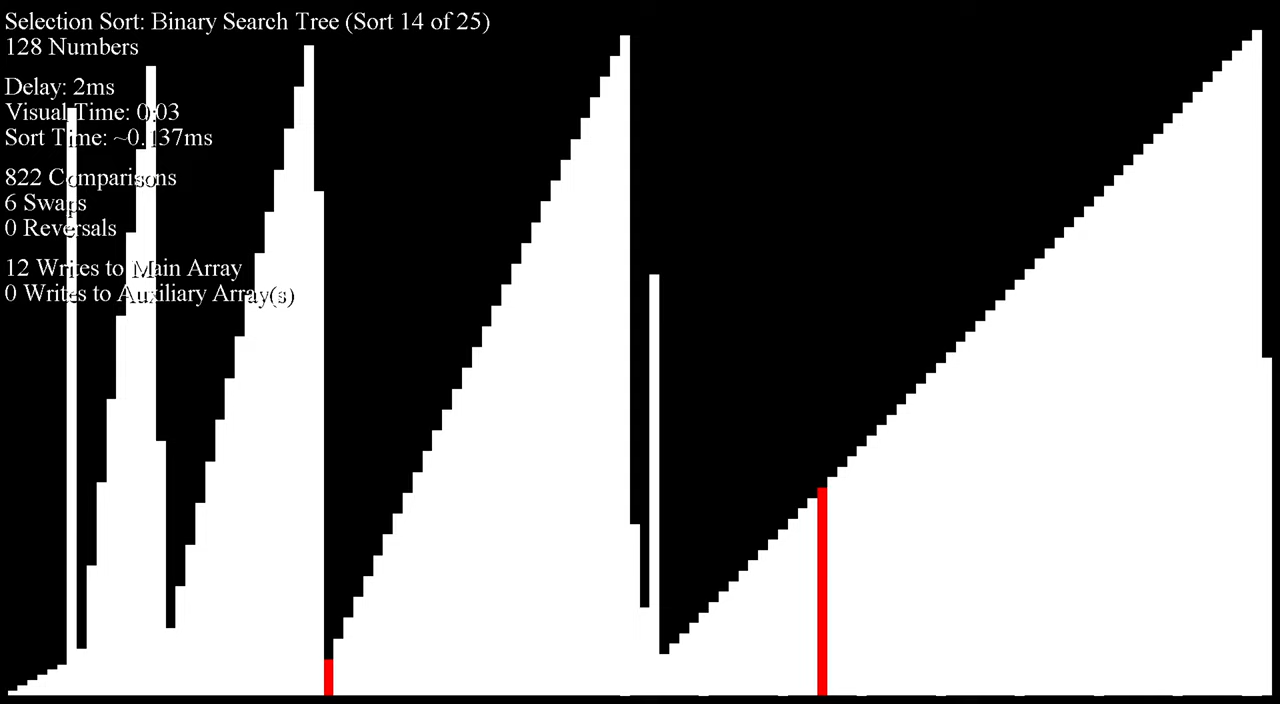 Selection Sort: Binary Search Tree (Sort 14 of 25)
128 Numbers
Delay: 2ms
Visual Time: 0:03
Sort Time: ~0.137ms
822 Comparisons
6 Swaps
0 Reversals
12 Writes to Main Array
0 Writes to Auxiliary Array(s)